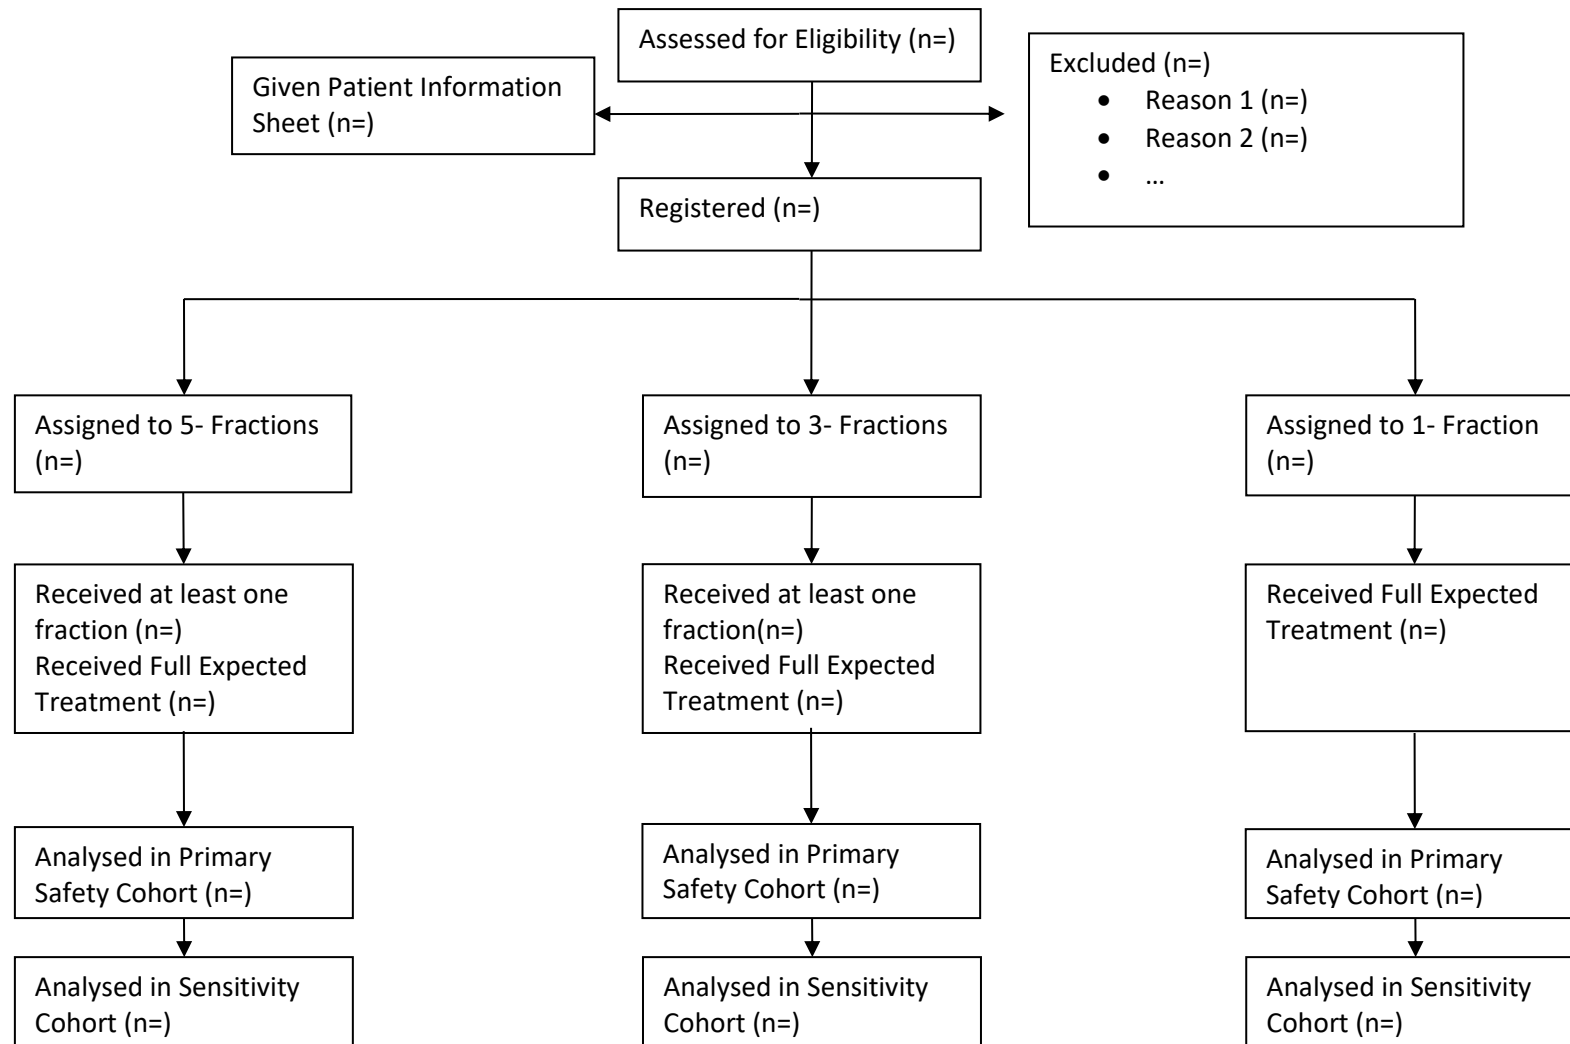 Assessed for Eligibility (n=)
Given Patient Information
Sheet (n=)
Excluded (n=)
• Reason 1 (n=)
• Reason 2 (n=)
• ...
Registered (n=)
Assigned to 5- Fractions
(n=)
Assigned to 3- Fractions
(n=)
Assigned to 1- Fraction
(n=)
Received at least one
fraction (n=)
Received Full Expected
Treatment (n=)
Received at least one
fraction(n=)
Received Full Expected
Treatment (n=)
Received Full Expected
Treatment (n=)
Analysed in Primary
Safety Cohort (n=)
Analysed in Primary
Safety Cohort (n=)
Analysed in Primary
Safety Cohort (n=)
Analysed in Sensitivity
Cohort (n=)
Analysed in Sensitivity
Cohort (n=)
Analysed in Sensitivity
Cohort (n=)